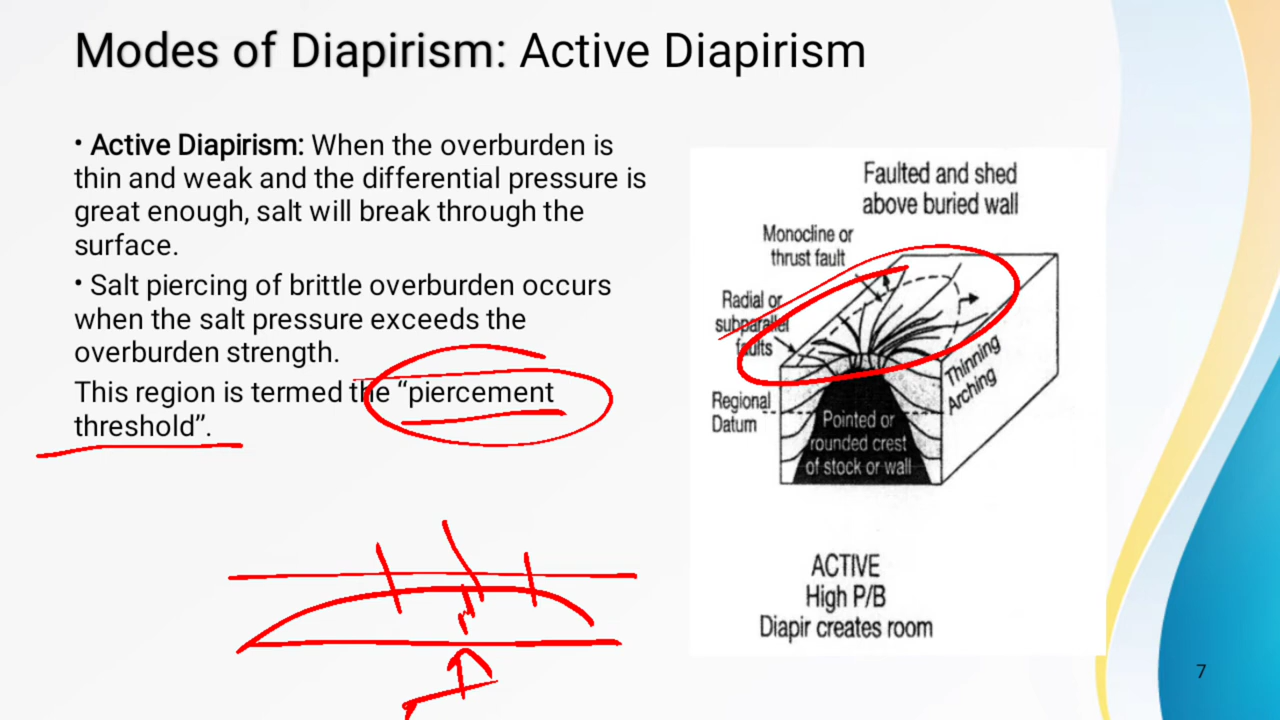 Modes of Diapirism: Active Diapirism
• Active Diapirism: When the overburden is
thin and weak and the differential pressure is
great enough, salt will break through the
surface.
• Salt piercing of brittle overburden occurs
when the salt pressure exceeds the
overburden strength.
This region is termed the “piercement
threshold”.
Faulted and shed
above buried wall
Monocline or
thrust fault
Radial or
subparallel
faults
Thinning
Arching
Regional
Datum
Pointed or
rounded crest
of stock or wall
ACTIVE
High P/B
Diapir creates room
7